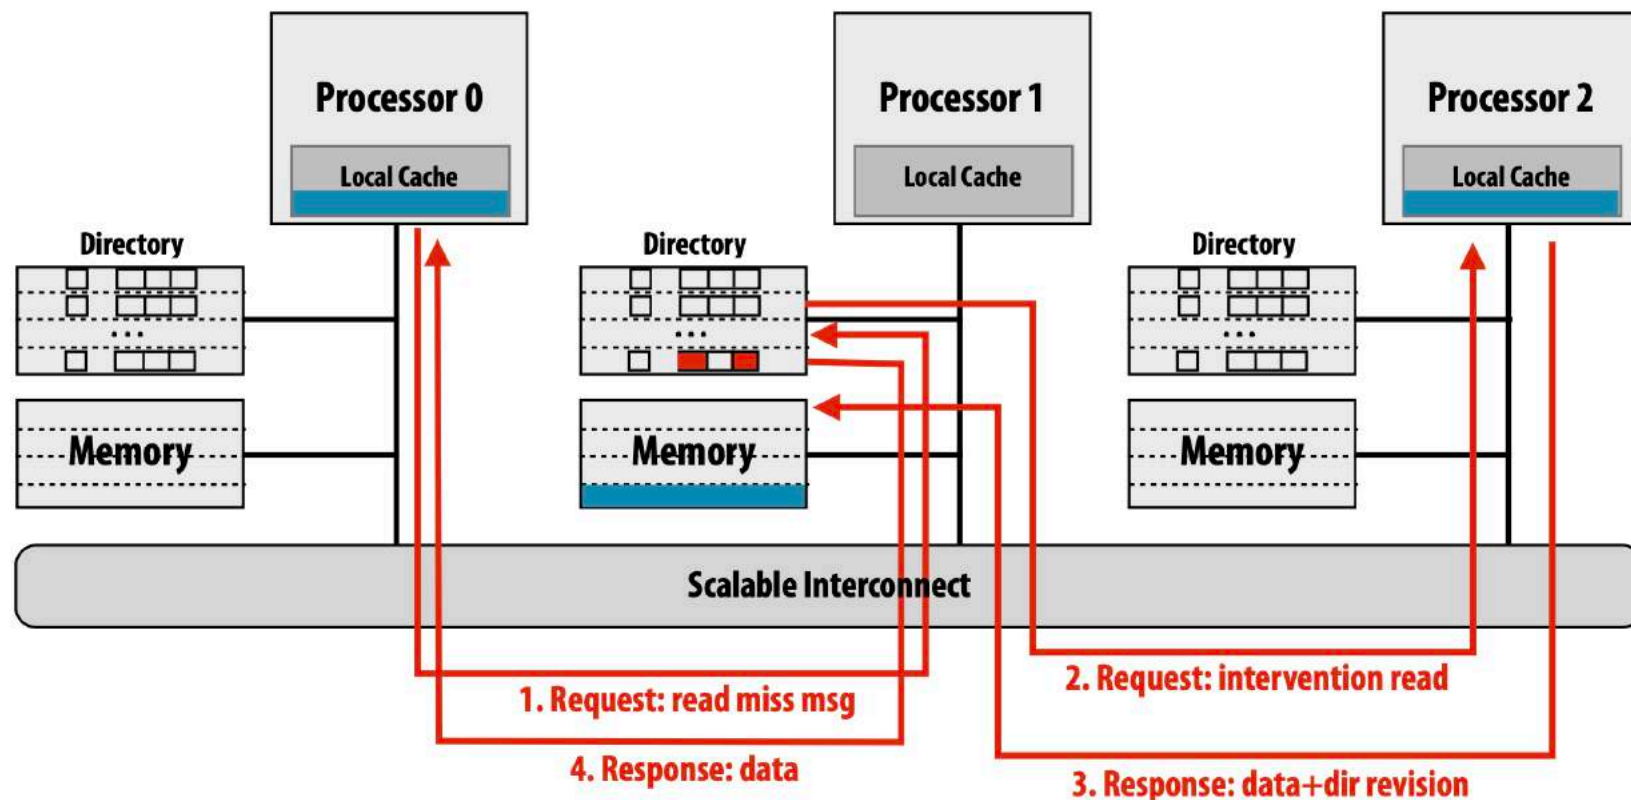 Processor 0
Local Cache
Processor 1
Local Cache
Processor 2
Local Cache
Directory
...
Memory
Directory
...
Memory
Directory
...
Memory
Scalable Interconnect
1. Request: read miss msg
2. Request: intervention read
4. Response: data
3. Response: data+dir revision